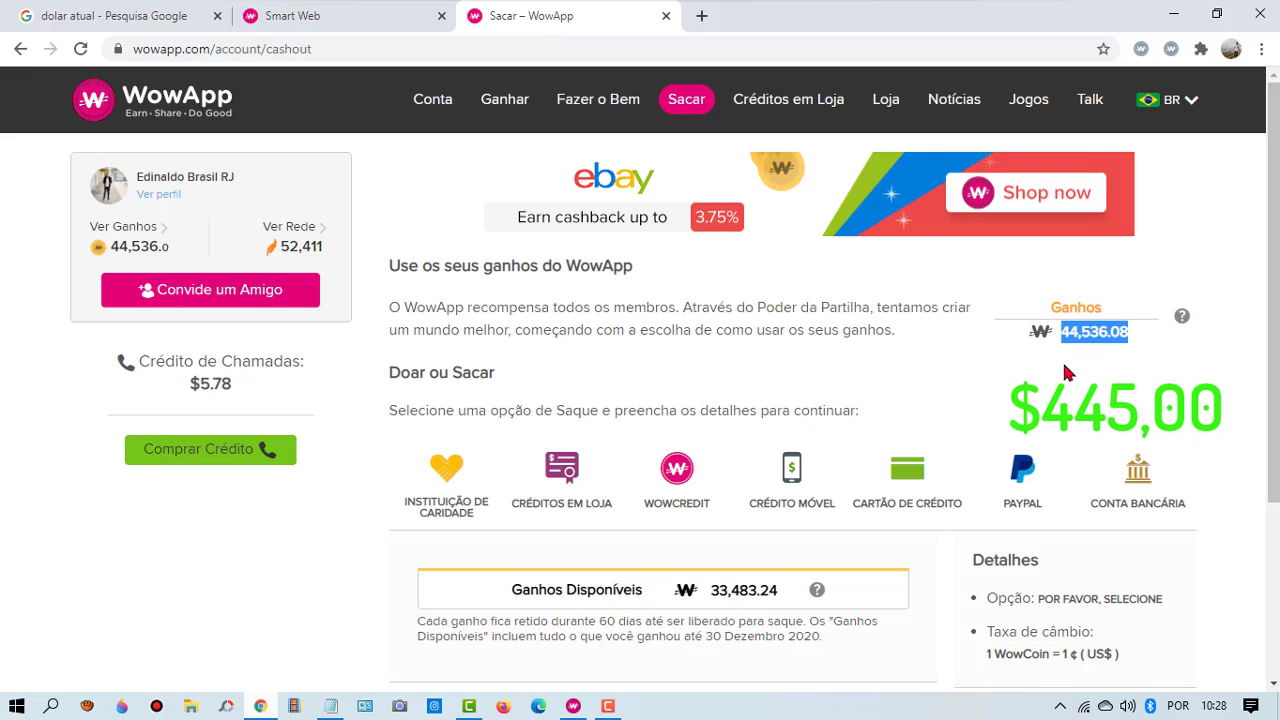 dolar atual - Pesquisa Google
Smart Web
Sacar – WowApp
wowapp.com/account/cashout
WowApp
Earn • Share • Do Good
Conta
Ganhar
Fazer o Bem
Sacar
Créditos em Loja
Loja
Notícias
Jogos
Talk
BR
Edinaldo Brasil RJ
Ver perfil
Ver Ganhos
44,536.0
Ver Rede
52,411
Convide um Amigo
Crédito de Chamadas:
$5.78
Comprar Crédito
ebay
Earn cashback up to 3.75%
Shop now
Use os seus ganhos do WowApp
O WowApp recompensa todos os membros. Através do Poder da Partilha, tentamos criar
um mundo melhor, começando com a escolha de como usar os seus ganhos.
Ganhos
44,536.08
?
$445,00
Doar ou Sacar
Selecione uma opção de Saque e preencha os detalhes para continuar:
INSTITUIÇÃO DE
CARIDADE
CRÉDITOS EM LOJA
WOWCREDIT
CRÉDITO MÓVEL
CARTÃO DE CRÉDITO
PAYPAL
CONTA BANCÁRIA
Ganhos Disponíveis 33,483.24 ?
Cada ganho fica retido durante 60 dias até ser liberado para saque. Os "Ganhos
Disponíveis" incluem tudo o que você ganhou até 30 Dezembro 2020.
Detalhes
• Opção: POR FAVOR, SELECIONE
• Taxa de câmbio:
1 WowCoin = 1 ¢ ( US$ )
POR
10:28